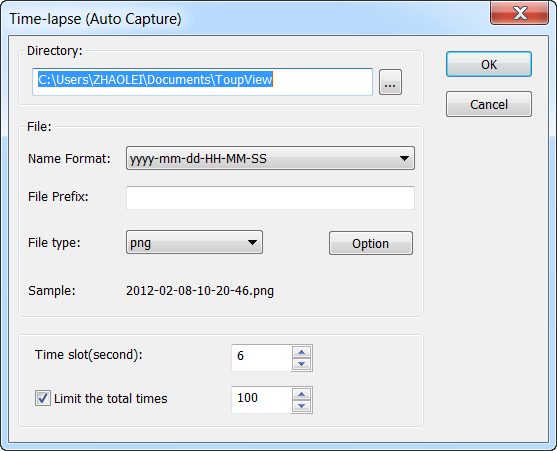 Time-lapse (Auto Capture)
Directory:
C:\Users\ZHAOLEI\Documents\ToupView
...
OK
Cancel
File:
Name Format: yyyy-mm-dd-HH-MM-SS
File Prefix:
File type: png Option
Sample: 2012-02-08-10-20-46.png
Time slot(second): 6
Limit the total times 100